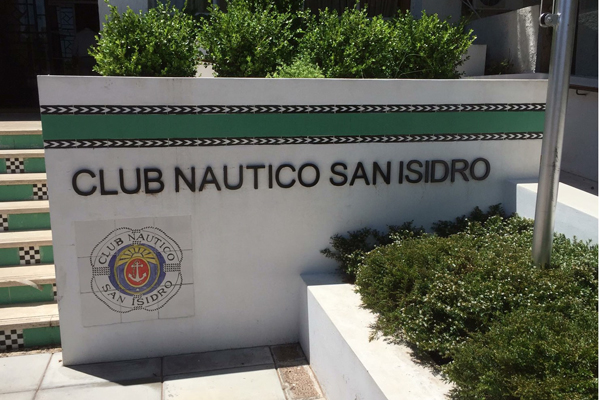 CLUB NAUTICO SAN ISIDRO
CLUB NAUTICO
SAN ISIDRO